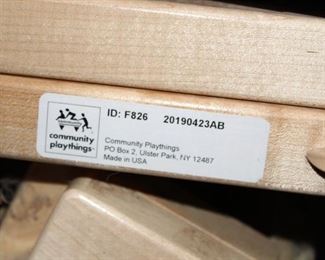 ID: F826 20190423AB
community
playthings
Community Playthings
PO Box 2, Ulster Park, NY 12487
Made in USA